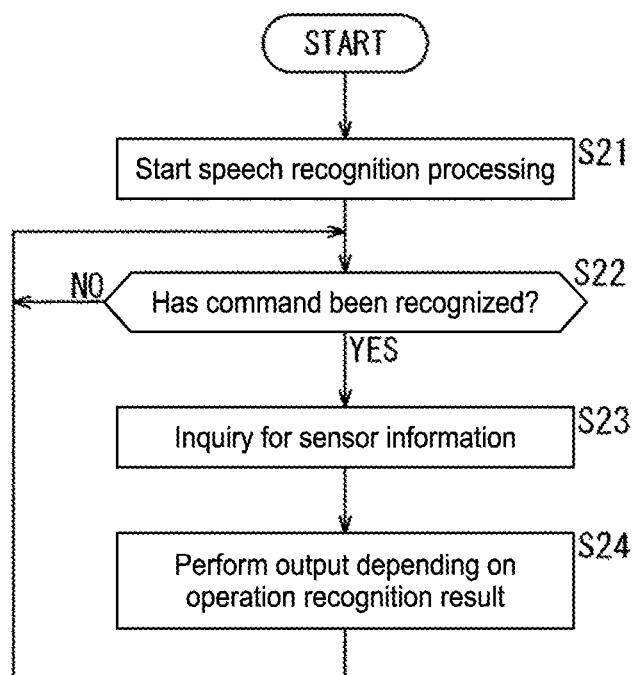 START
S21
Start speech recognition processing
S22
NO
Has command been recognized?
YES
S23
Inquiry for sensor information
S24
Perform output depending on
operation recognition result